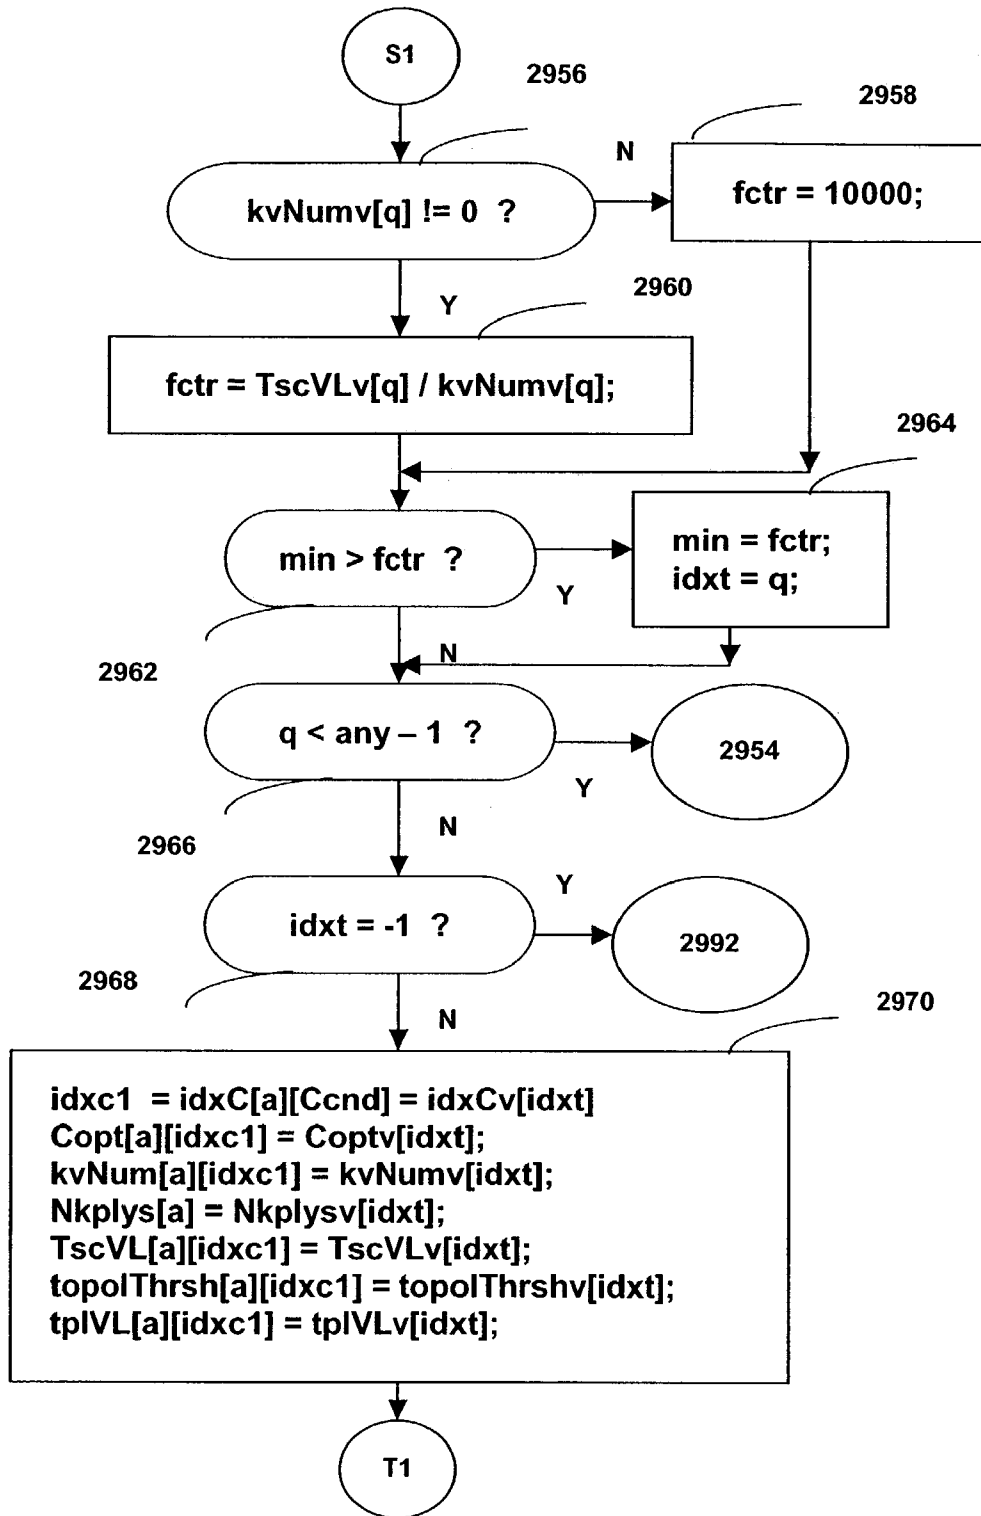 S1
2956
2958
N
kvNumv[q] != 0 ?
fctr = 10000;
2960
Y
fctr = TscVLv[q] / kvNumv[q];
2964
min > fctr ?
Y
min = fctr;
idxt = q;
N
2962
q < any – 1 ?
2954
Y
2966
N
Y
idxt = -1 ?
2992
2968
N
2970
idxc1 = idxC[a][Ccnd] = idxCv[idxt]
Copt[a][idxc1] = Coptv[idxt];
kvNum[a][idxc1] = kvNumv[idxt];
Nkplys[a] = Nkplysv[idxt];
TscVL[a][idxc1] = TscVLv[idxt];
topolThrsh[a][idxc1] = topolThrshv[idxt];
tplVL[a][idxc1] = tplVLv[idxt];
T1